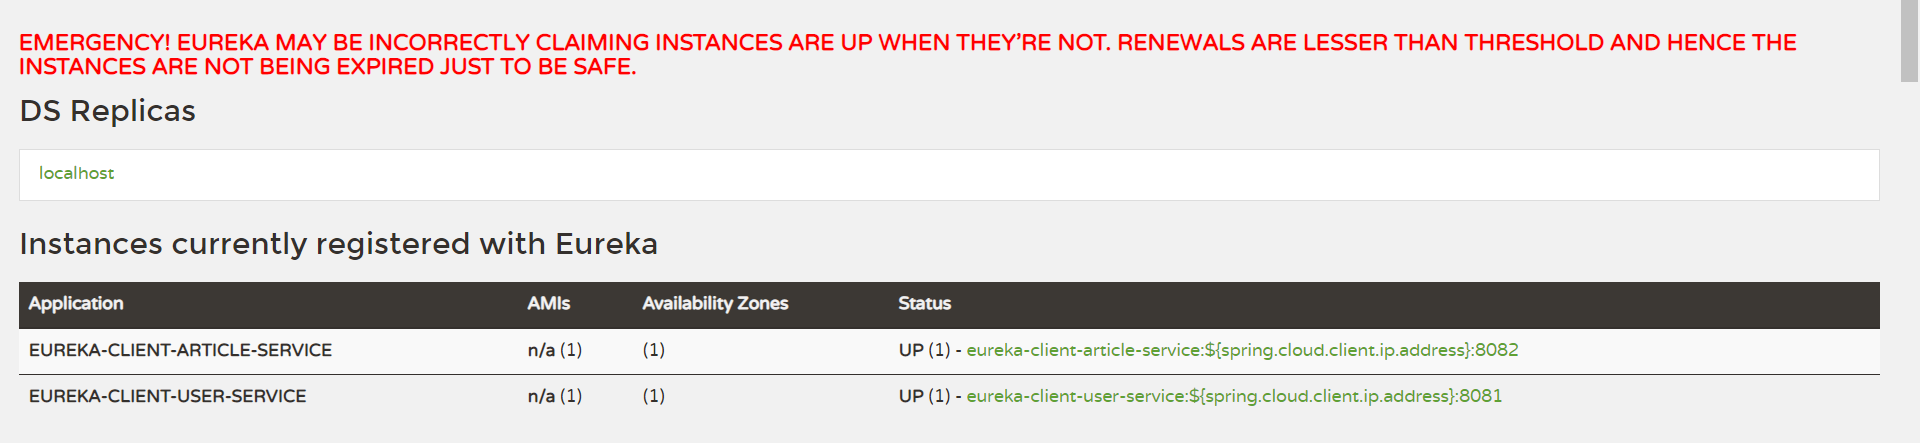 EMERGENCY! EUREKA MAY BE INCORRECTLY CLAIMING INSTANCES ARE UP WHEN THEY’RE NOT. RENEWALS ARE LESSER THAN THRESHOLD AND HENCE THE
INSTANCES ARE NOT BEING EXPIRED JUST TO BE SAFE.
DS Replicas
localhost
Instances currently registered with Eureka
Application AMIs Availability Zones Status
EUREKA-CLIENT-ARTICLE-SERVICE n/a (1) (1) UP (1) - eureka-client-article-service:${spring.cloud.client.ip.address}:8082
EUREKA-CLIENT-USER-SERVICE n/a (1) (1) UP (1) - eureka-client-user-service:${spring.cloud.client.ip.address}:8081